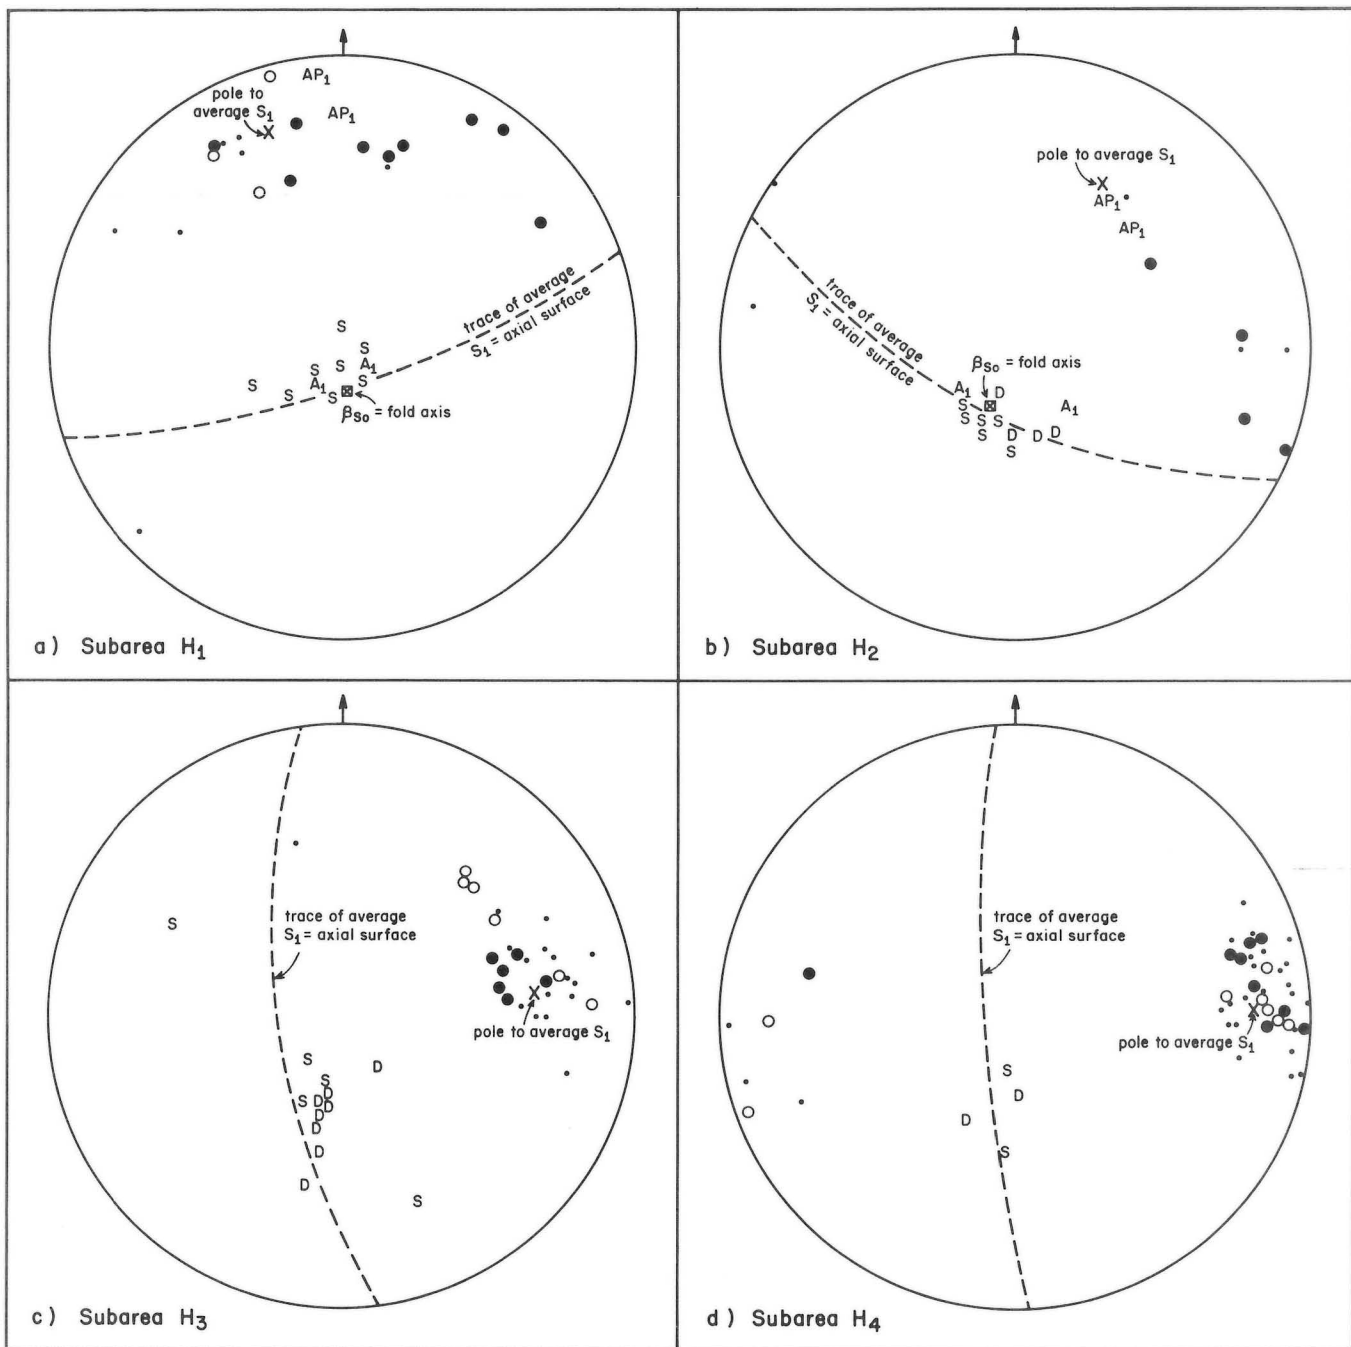 AP₁
pole to
average S₁
X
AP₁
trace of average
S₁ = axial surface
S
S
S
S
A₁
S
S
A₁
S
S
βSo = fold axis
a) Subarea H₁
pole to average S₁
X
AP₁
AP₁
trace of average
S₁ = axial surface
βSo = fold axis
A₁
D
S
A₁
S
S
S
S
D
D
D
S
b) Subarea H₂
trace of average
S₁ = axial surface
S
X
pole to average S₁
S
D
S
D
S
D
D
D
D
D
D
S
c) Subarea H₃
trace of average
S₁ = axial surface
X
pole to average S₁
S
D
D
S
d) Subarea H₄